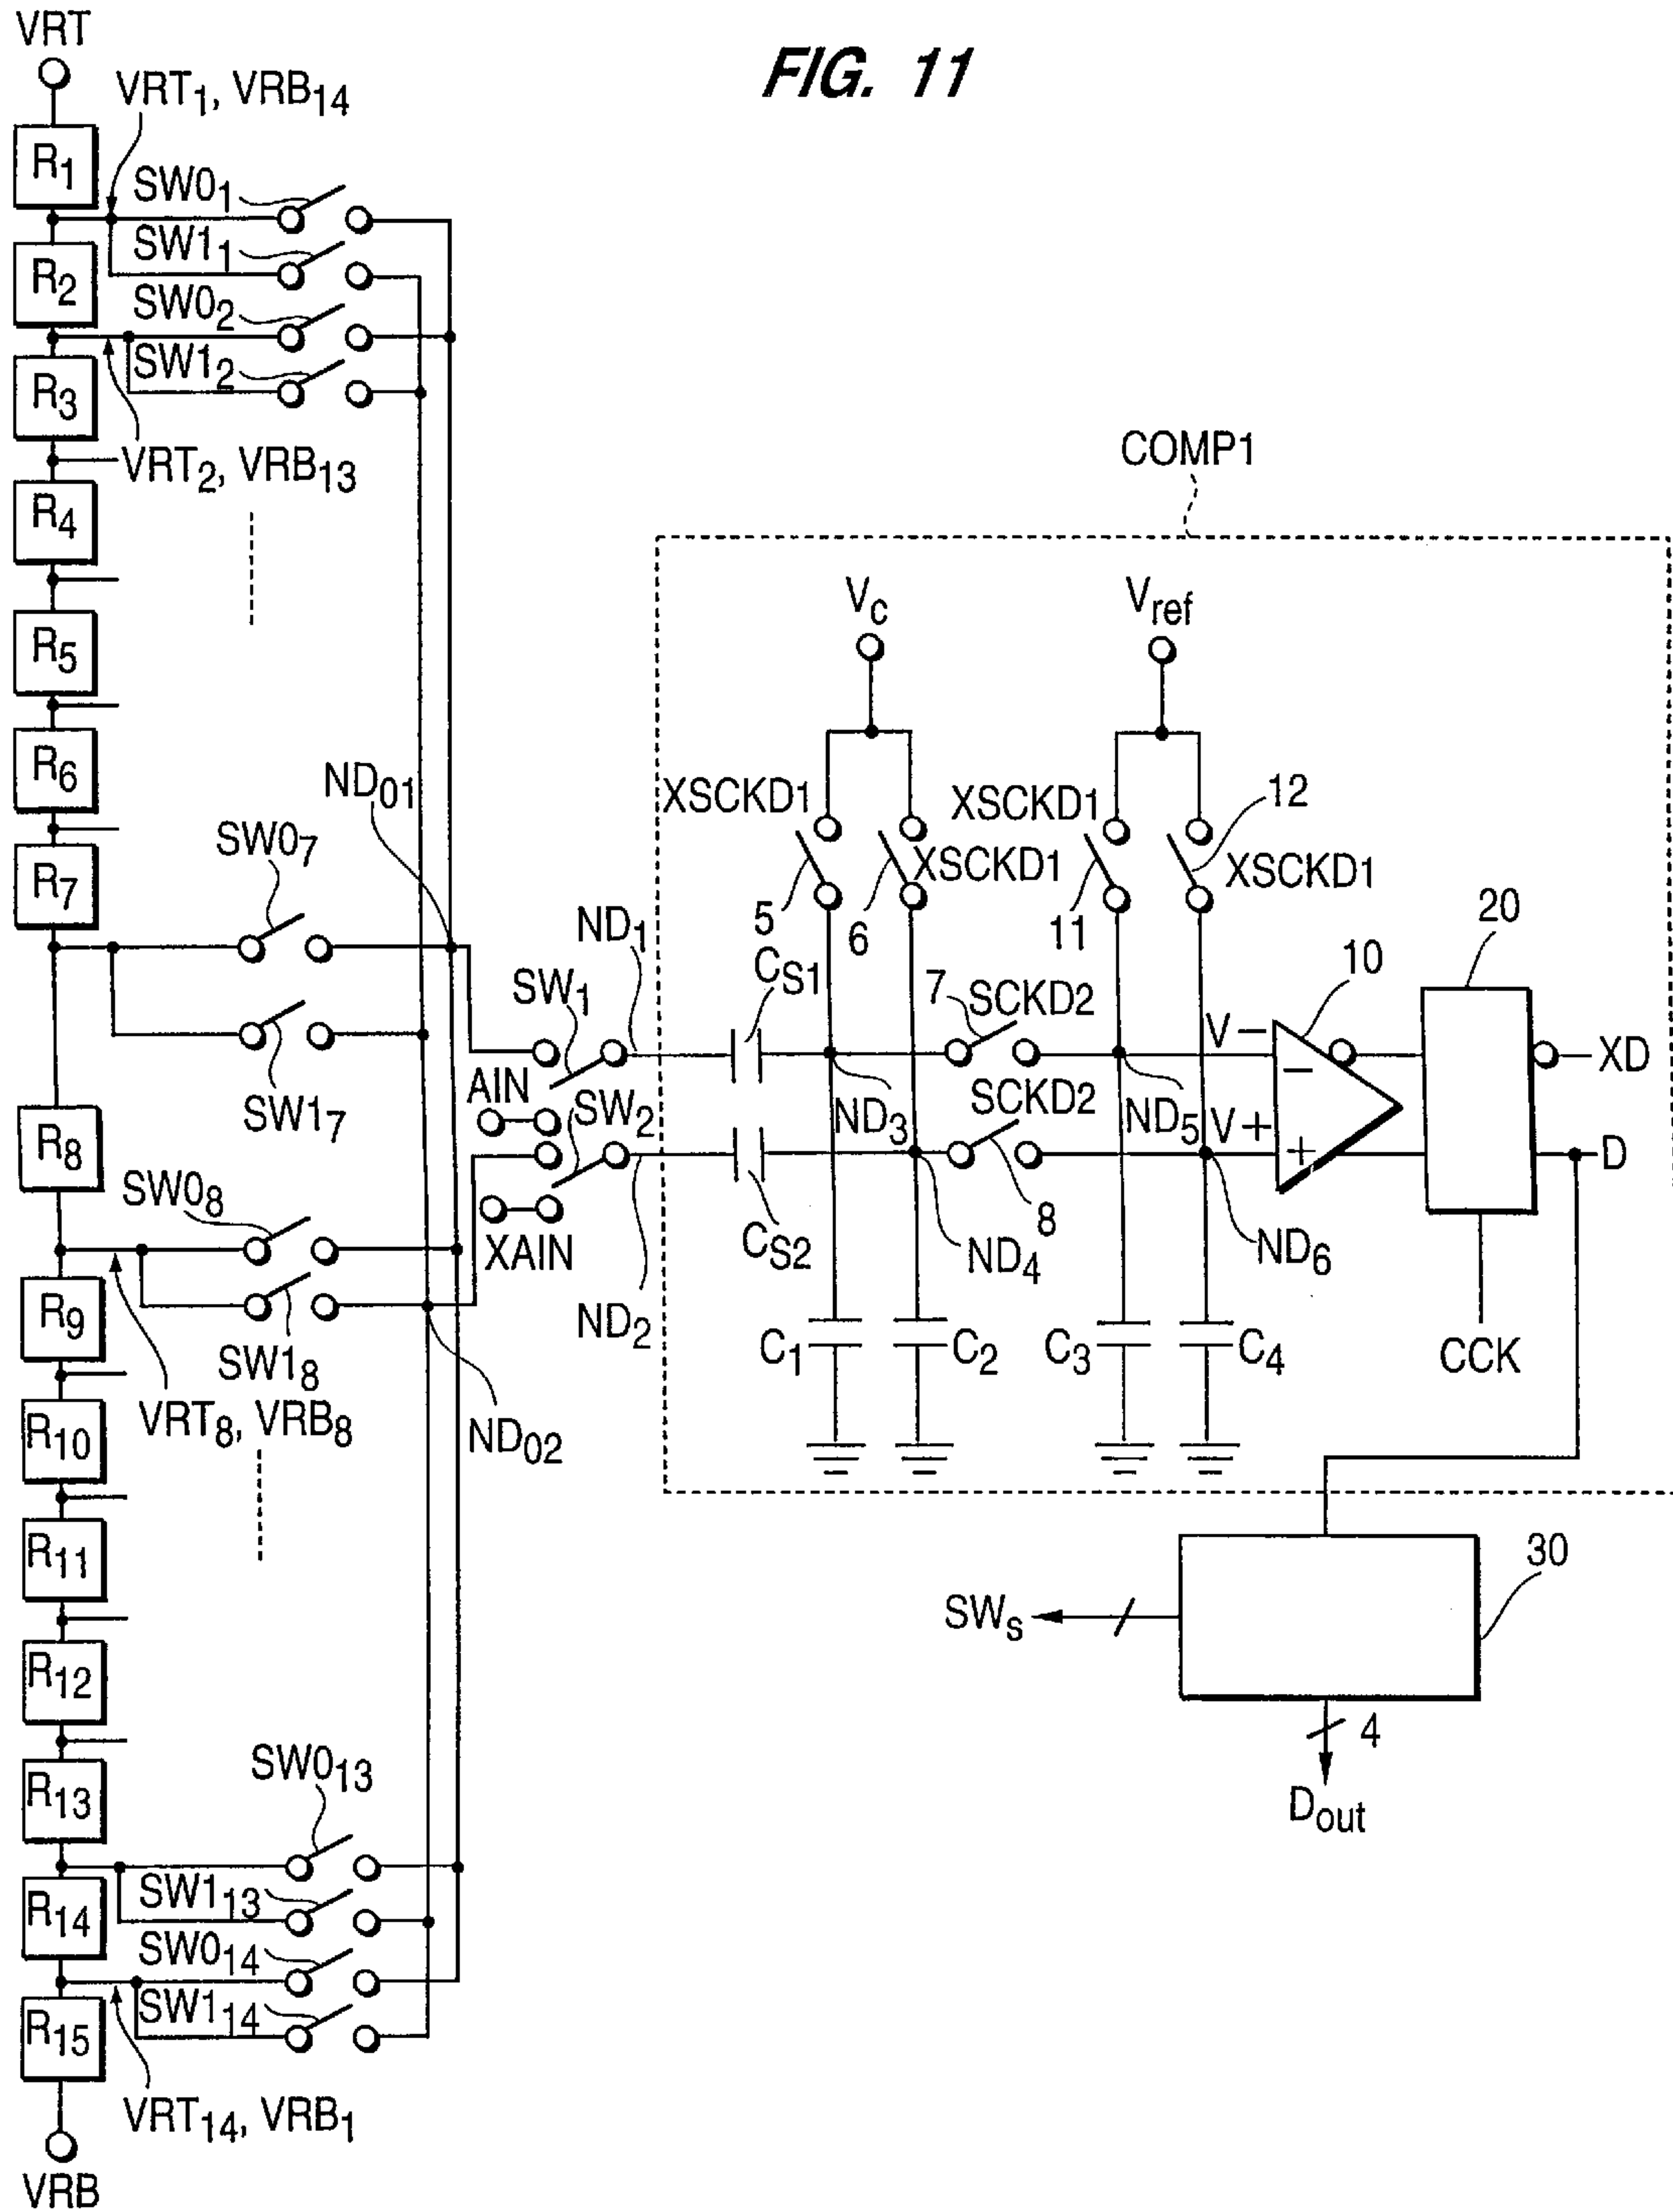 FIG. 11
VRT
VRT1, VRB14
R1
SW01
SW11
R2
SW02
SW12
R3
VRT2, VRB13
R4
R5
R6
R7
ND01
SW07
SW17
R8
SW08
SW18
R9
VRT8, VRB8
ND02
R10
R11
R12
R13
SW013
SW113
R14
SW014
SW114
R15
VRT14, VRB1
VRB
COMP1
Vc
Vref
XSCKD1
XSCKD1
XSCKD1
XSCKD1
12
5
6
11
20
10
ND1
CS1
7
SCKD2
SW1
V−
−
XD
AIN
SW2
ND3
SCKD2
ND5
V+
+
D
XAIN
CS2
8
ND4
ND6
ND2
C1
C2
C3
C4
CCK
30
SWs
4
Dout